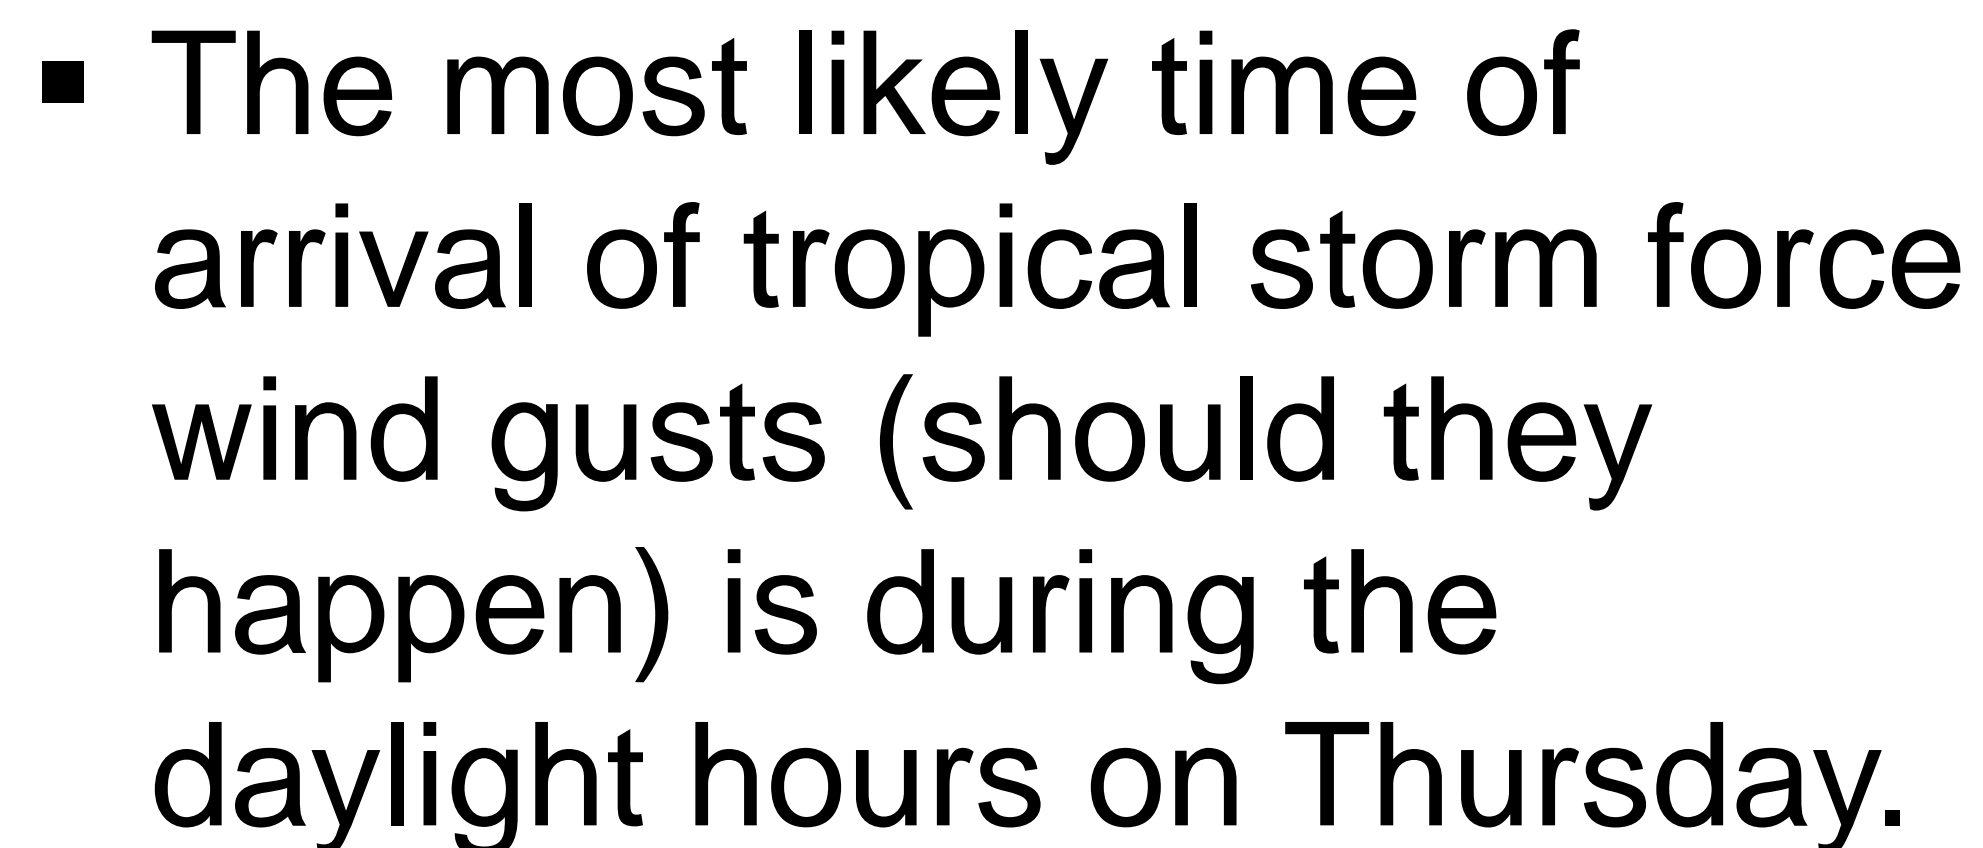 ▪ The most likely time of
arrival of tropical storm force
wind gusts (should they
happen) is during the
daylight hours on Thursday.